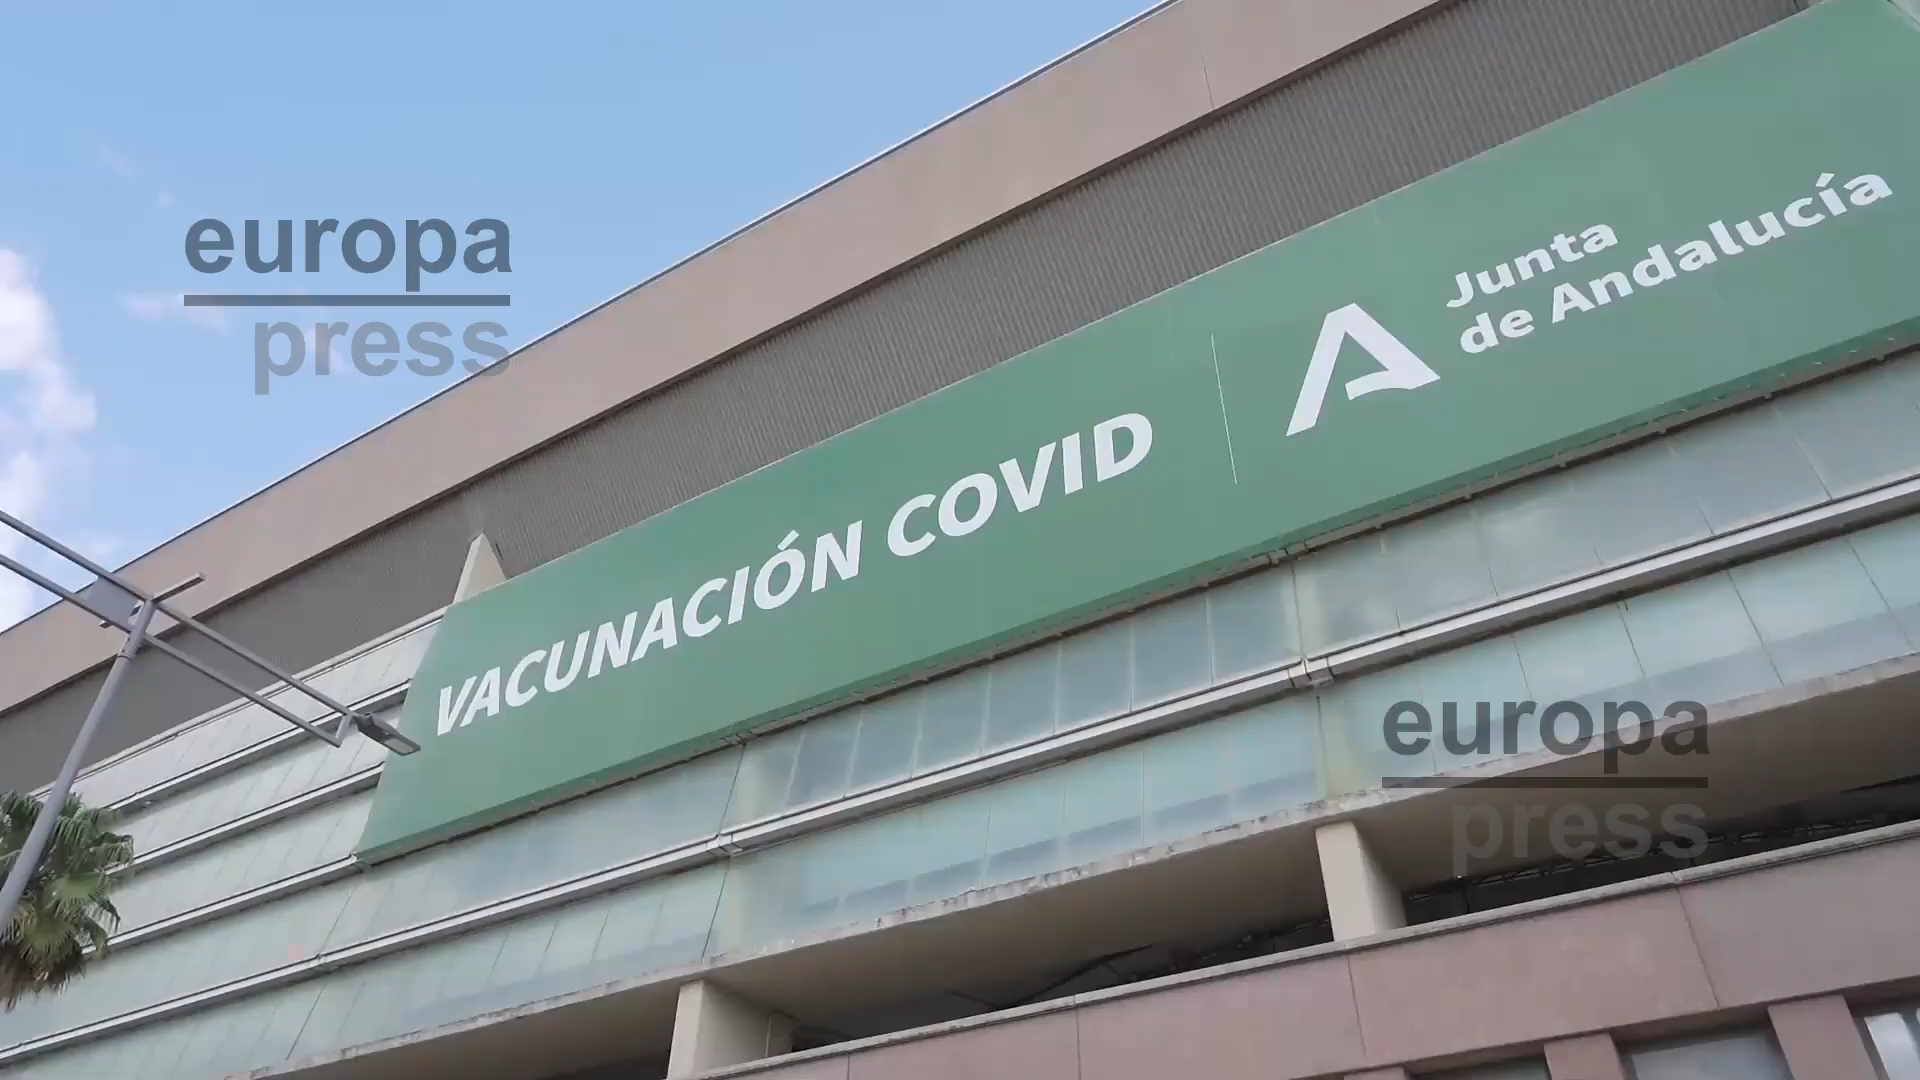 europa
press
VACUNACIÓN COVID
Junta
de Andalucía
europa
press